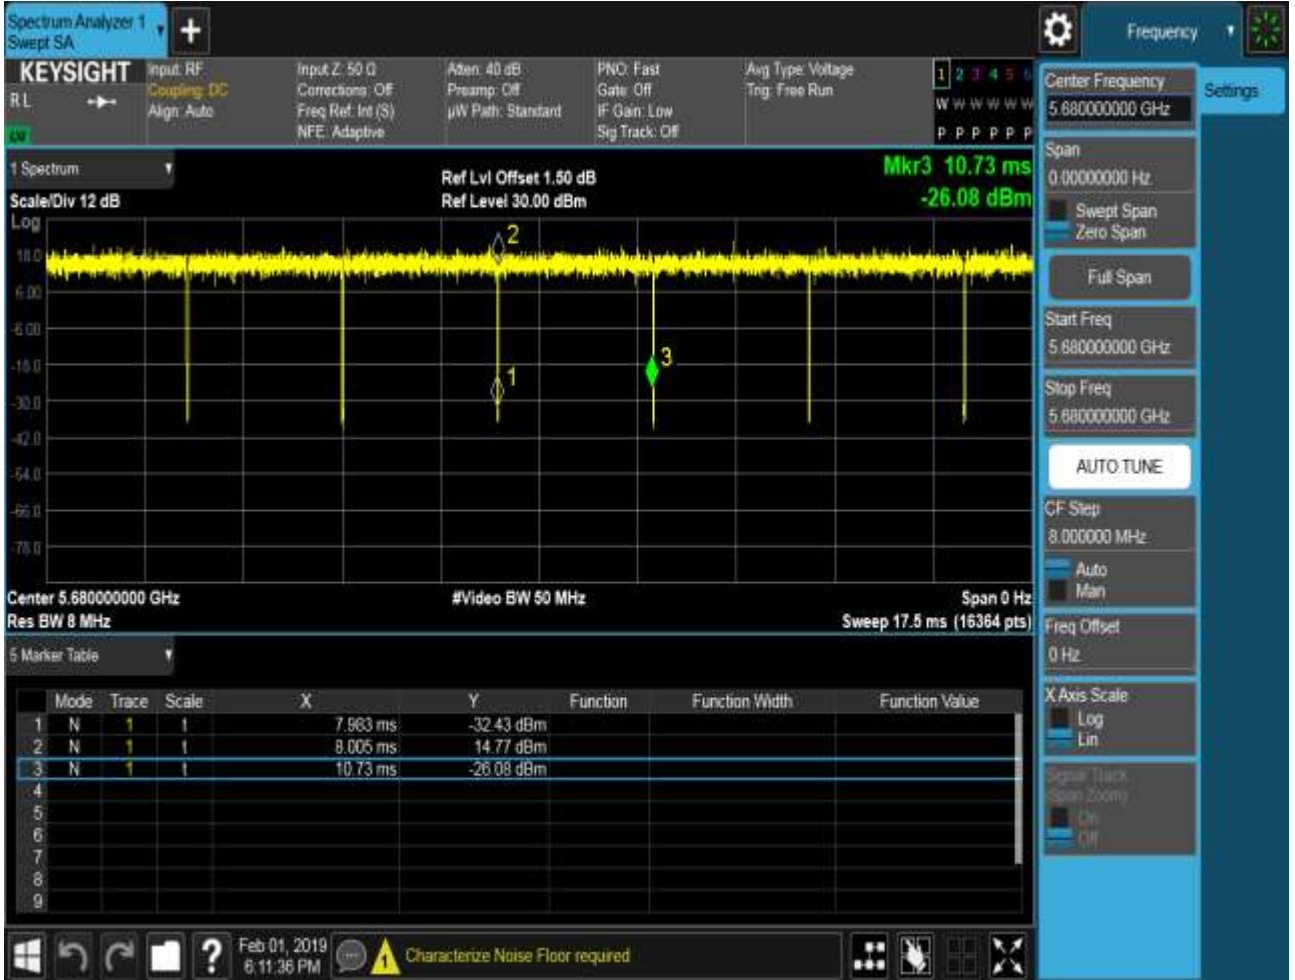 Spectrum Analyzer 1
Swept SA
+
Frequency
KEYSIGHT
RL
Input: RF
Coupling: DC
Align: Auto
Input Z: 50 Ω
Corrections: Off
Freq Ref: Int (S)
NFE: Adaptive
Atten: 40 dB
Preamp: Off
µW Path: Standard
PNO: Fast
Gate: Off
IF Gain: Low
Sig Track: Off
Avg Type: Voltage
Trig: Free Run
1 2 3 4 5 6
W W W W W W
P P P P P P
1 Spectrum
Scale/Div 12 dB
Log
Ref Lvl Offset 1.50 dB
Ref Level 30.00 dBm
Mkr3 10.73 ms
-26.08 dBm
18.0
6.00
-6.00
-18.0
-30.0
-42.0
-54.0
-66.0
-78.0
2
1
3
Center 5.680000000 GHz
#Video BW 50 MHz
Span 0 Hz
Res BW 8 MHz
Sweep 17.5 ms (16364 pts)
5 Marker Table
Mode Trace Scale X Y Function Function Width Function Value
1 N 1 t 7.983 ms -32.43 dBm
2 N 1 t 8.005 ms 14.77 dBm
3 N 1 t 10.73 ms -26.08 dBm
4
5
6
7
8
9
Center Frequency
5.680000000 GHz
Settings
Span
0.00000000 Hz
Swept Span
Zero Span
Full Span
Start Freq
5.680000000 GHz
Stop Freq
5.680000000 GHz
AUTO TUNE
CF Step
8.000000 MHz
Auto
Man
Freq Offset
0 Hz
X Axis Scale
Log
Lin
Signal Track
(Span Zoom)
On
Off
?
Feb 01, 2019
6:11:36 PM
1
Characterize Noise Floor required